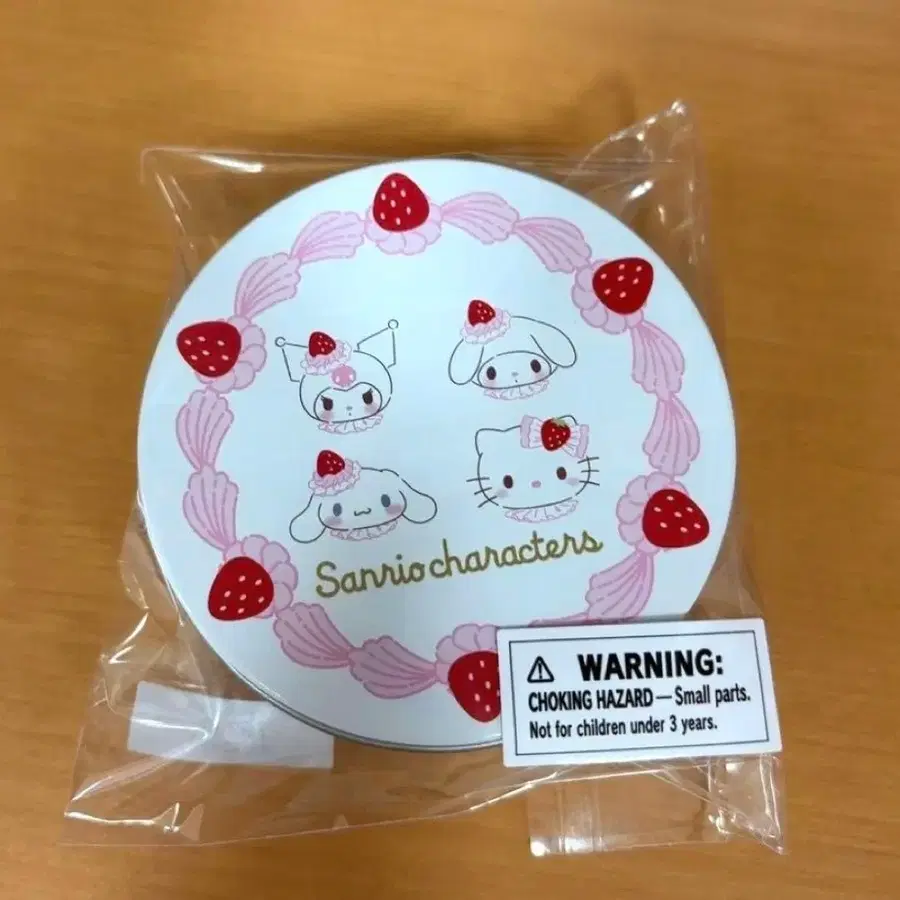 Sanrio characters
⚠ WARNING:
CHOKING HAZARD — Small parts.
Not for children under 3 years.